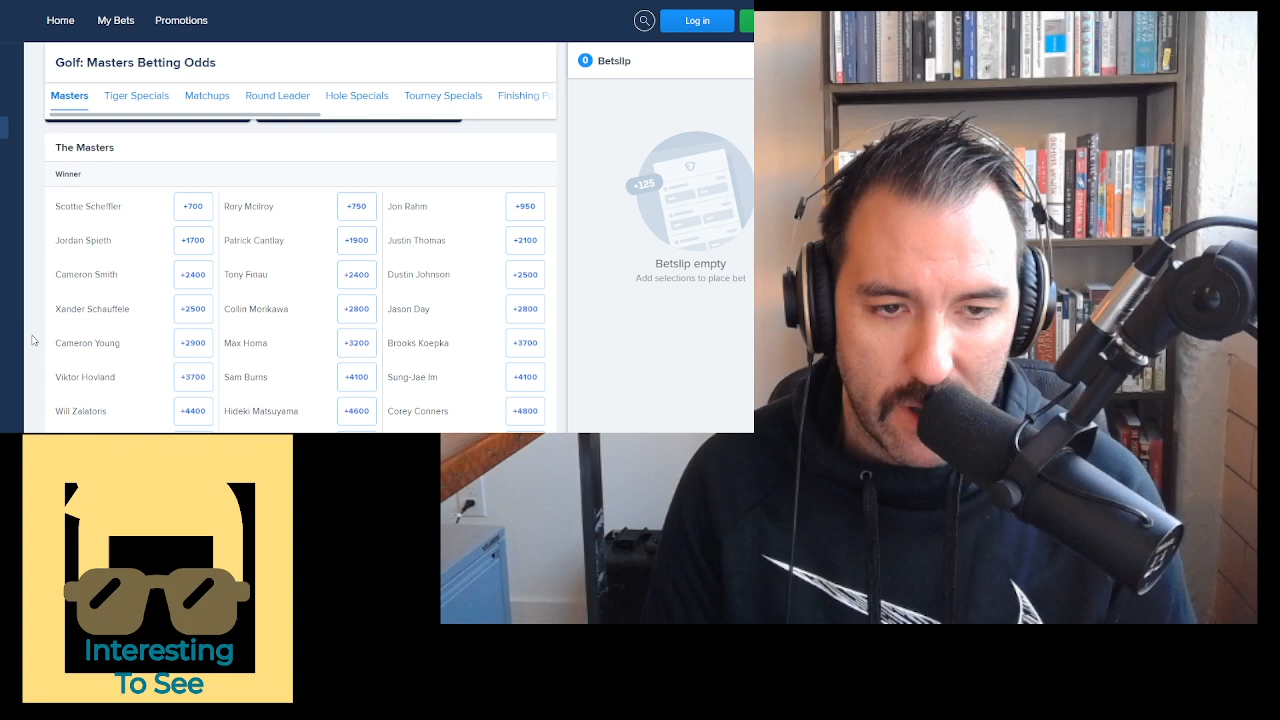 Home My Bets Promotions
Log in
Golf: Masters Betting Odds
0 Betslip
Masters Tiger Specials Matchups Round Leader Hole Specials Tourney Specials Finishing
The Masters
Winner
Scottie Scheffler +700 Rory Mcilroy +750 Jon Rahm +950
Jordan Spieth +1700 Patrick Cantlay +1900 Justin Thomas +2100
Cameron Smith +2400 Tony Finau +2400 Dustin Johnson +2500
Xander Schauffele +2500 Collin Morikawa +2800 Jason Day +2800
Cameron Young +2900 Max Homa +3200 Brooks Koepka +3700
Viktor Hovland +3700 Sam Burns +4100 Sung-Jae Im +4100
Will Zalatoris +4400 Hideki Matsuyama +4600 Corey Conners +4800
+125
Betslip empty
Add selections to place bet
Interesting
To See